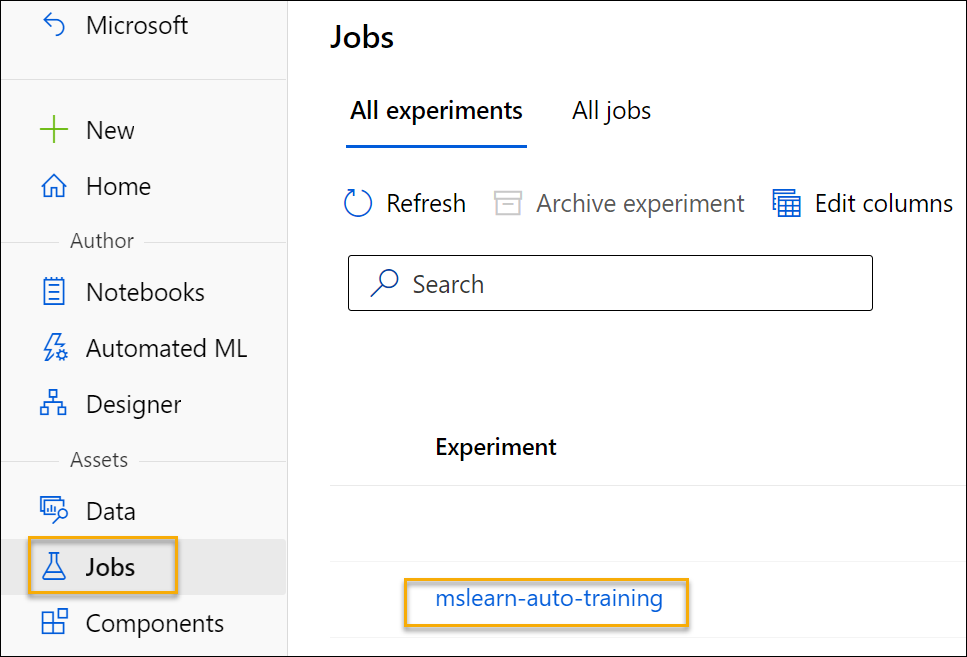 Microsoft
New
Home
Author
Notebooks
Automated ML
Designer
Assets
Data
Jobs
Components
Jobs
All experiments All jobs
Refresh Archive experiment Edit columns
Search
Experiment
mslearn-auto-training